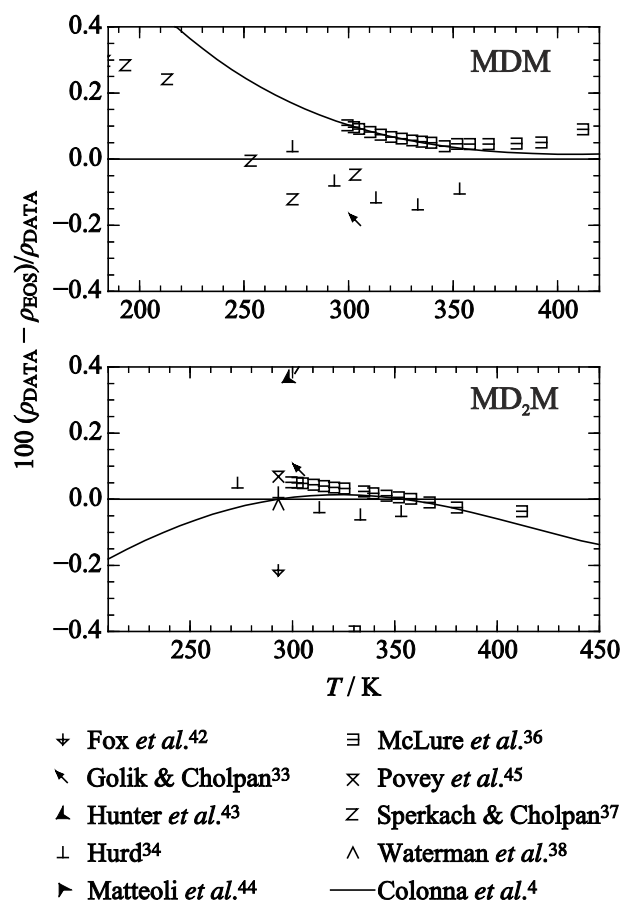 100 (ρDATA − ρEOS)/ρDATA
0.4
MDM
0.2
0.0
−0.2
−0.4
200 250 300 350 400
0.4
MD₂M
0.2
0.0
−0.2
−0.4
250 300 350 400 450
T / K
Fox et al.⁴²
McLure et al.³⁶
Golik & Cholpan³³
Povey et al.⁴⁵
Hunter et al.⁴³
Sperkach & Cholpan³⁷
Hurd³⁴
Waterman et al.³⁸
Matteoli et al.⁴⁴
Colonna et al.⁴